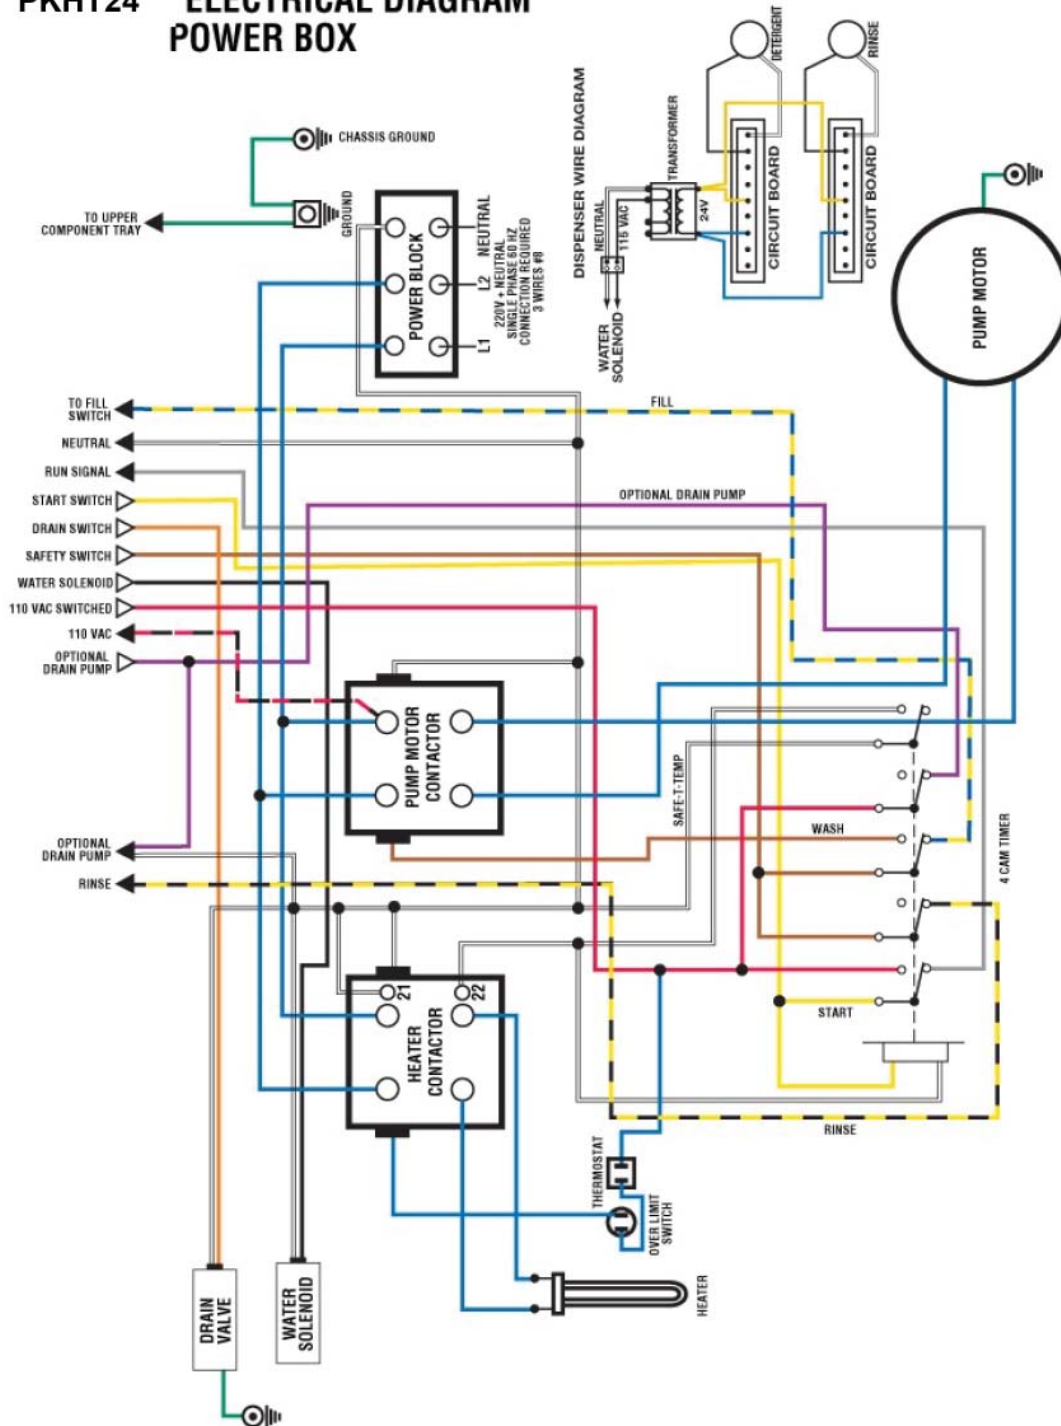 PKHT24 ELECTRICAL DIAGRAM
POWER BOX
DETERGENT
RINSE
DISPENSER WIRE DIAGRAM
TRANSFORMER
NEUTRAL
115 VAC
24V
CIRCUIT BOARD
CIRCUIT BOARD
WATER
SOLENOID
CHASSIS GROUND
GROUND
TO UPPER
COMPONENT TRAY
POWER BLOCK
NEUTRAL
L2
L1
220V + NEUTRAL
SINGLE PHASE 60 HZ
CONNECTION REQUIRED
3 WIRES #8
PUMP MOTOR
TO FILL
SWITCH
FILL
NEUTRAL
RUN SIGNAL
START SWITCH
OPTIONAL DRAIN PUMP
DRAIN SWITCH
SAFETY SWITCH
WATER SOLENOID
110 VAC SWITCHED
110 VAC
OPTIONAL
DRAIN PUMP
PUMP MOTOR
CONTACTOR
SAFE-T-TEMP
WASH
4 CAM TIMER
OPTIONAL
DRAIN PUMP
RINSE
21
22
HEATER
CONTACTOR
START
RINSE
THERMOSTAT
OVER LIMIT
SWITCH
HEATER
DRAIN
VALVE
WATER
SOLENOID